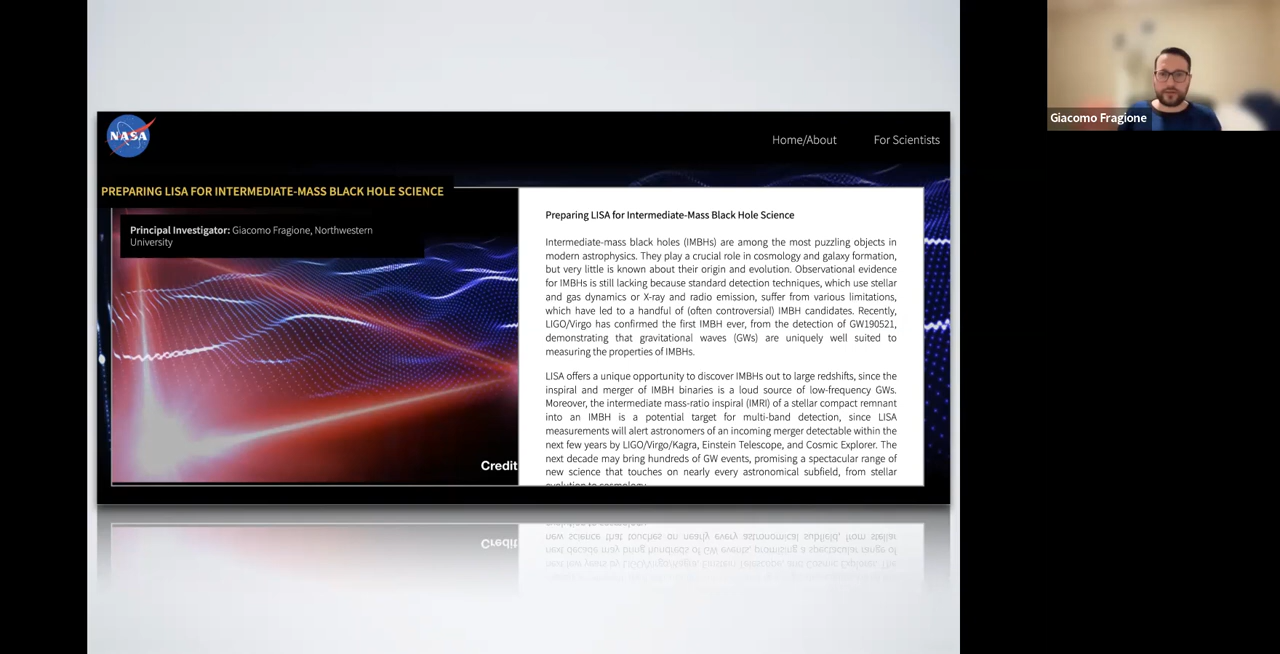 NASA
Home/About
For Scientists
PREPARING LISA FOR INTERMEDIATE-MASS BLACK HOLE SCIENCE
Principal Investigator: Giacomo Fragione, Northwestern
University
Credit
Preparing LISA for Intermediate-Mass Black Hole Science
Intermediate-mass black holes (IMBHs) are among the most puzzling objects in
modern astrophysics. They play a crucial role in cosmology and galaxy formation,
but very little is known about their origin and evolution. Observational evidence
for IMBHs is still lacking because standard detection techniques, which use stellar
and gas dynamics or X-ray and radio emission, suffer from various limitations,
which have led to a handful of (often controversial) IMBH candidates. Recently,
LIGO/Virgo has confirmed the first IMBH ever, from the detection of GW190521,
demonstrating that gravitational waves (GWs) are uniquely well suited to
measuring the properties of IMBHs.
LISA offers a unique opportunity to discover IMBHs out to large redshifts, since the
inspiral and merger of IMBH binaries is a loud source of low-frequency GWs.
Moreover, the intermediate mass-ratio inspiral (IMRI) of a stellar compact remnant
into an IMBH is a potential target for multi-band detection, since LISA
measurements will alert astronomers of an incoming merger detectable within the
next few years by LIGO/Virgo/Kagra, Einstein Telescope, and Cosmic Explorer. The
next decade may bring hundreds of GW events, promising a spectacular range of
new science that touches on nearly every astronomical subfield, from stellar
evolution to cosmology.
Giacomo Fragione